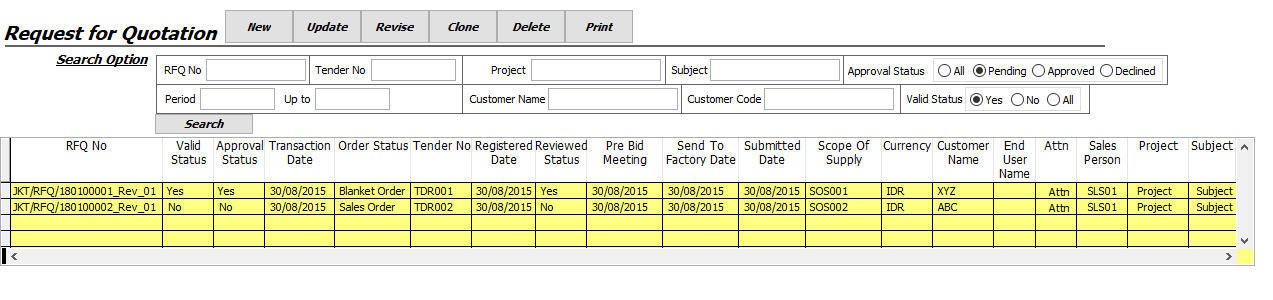 Request for Quotation New Update Revise Clone Delete Print
Search Option
RFQ No Tender No Project Subject Approval Status All Pending Approved Declined
Period Up to Customer Name Customer Code Valid Status Yes No All
Search
RFQ No Valid Status Approval Status Transaction Date Order Status Tender No Registered Date Reviewed Status Pre Bid Meeting Send To Factory Date Submitted Date Scope Of Supply Currency Customer Name End User Name Attn Sales Person Project Subject
JKT/RFQ/180100001_Rev_01 Yes Yes 30/08/2015 Blanket Order TDR001 30/08/2015 Yes 30/08/2015 30/08/2015 30/08/2015 SOS001 IDR XYZ Attn SLS01 Project Subject
JKT/RFQ/180100002_Rev_01 No No 30/08/2015 Sales Order TDR002 30/08/2015 No 30/08/2015 30/08/2015 30/08/2015 SOS002 IDR ABC Attn SLS01 Project Subject